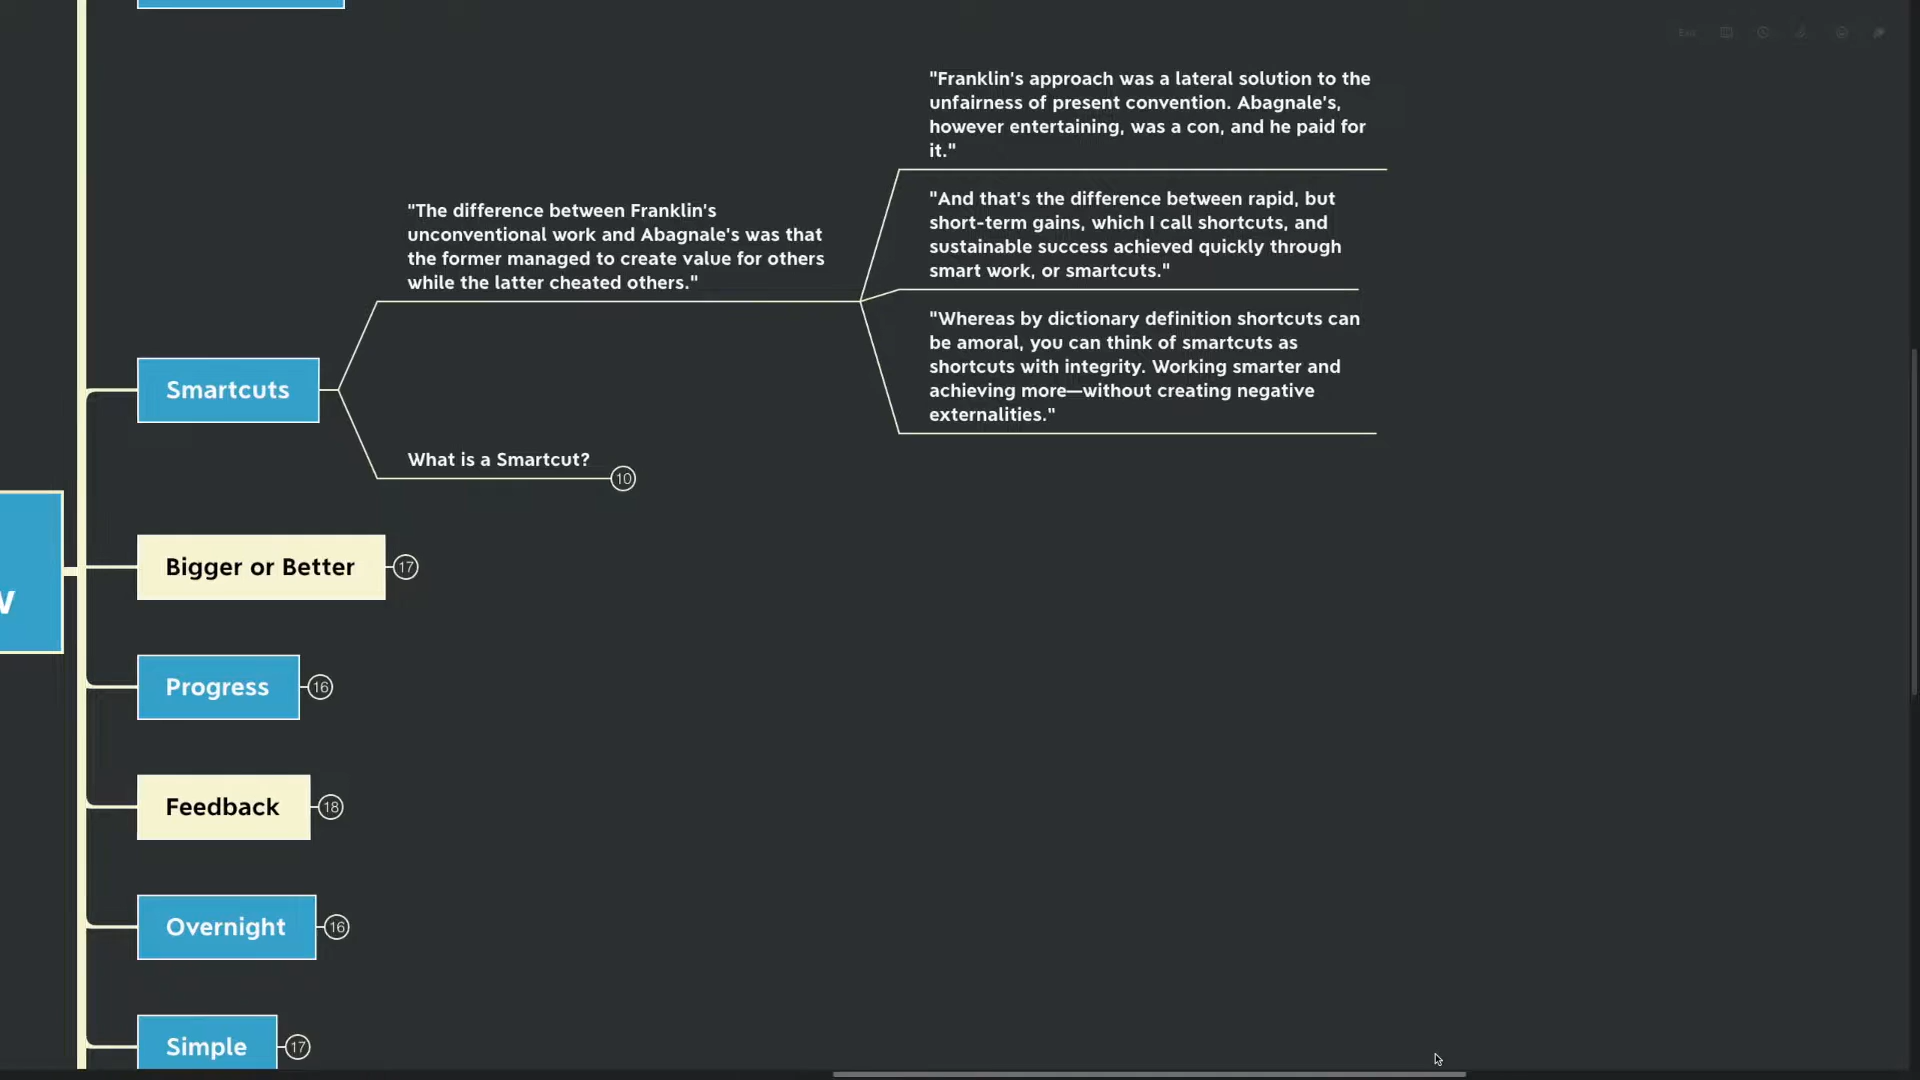 "Franklin's approach was a lateral solution to the
unfairness of present convention. Abagnale's,
however entertaining, was a con, and he paid for
it."
"The difference between Franklin's
unconventional work and Abagnale's was that
the former managed to create value for others
while the latter cheated others."
"And that's the difference between rapid, but
short-term gains, which I call shortcuts, and
sustainable success achieved quickly through
smart work, or smartcuts."
"Whereas by dictionary definition shortcuts can
be amoral, you can think of smartcuts as
shortcuts with integrity. Working smarter and
achieving more—without creating negative
externalities."
Smartcuts
What is a Smartcut?
10
Bigger or Better
17
w
Progress
16
Feedback
18
Overnight
16
Simple
17